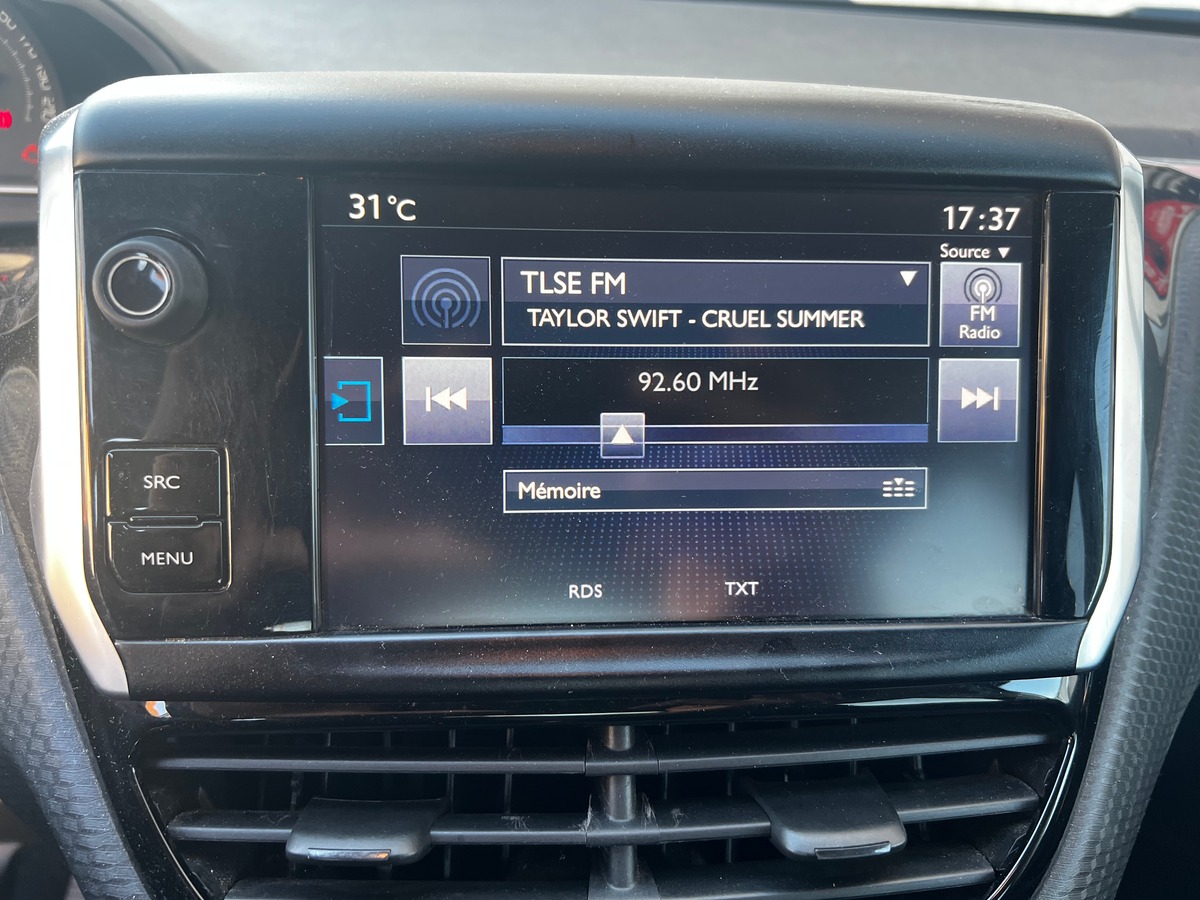 31°C
17:37
Source
TLSE FM
TAYLOR SWIFT - CRUEL SUMMER
FM
Radio
92.60 MHz
SRC
Mémoire
MENU
RDS
TXT